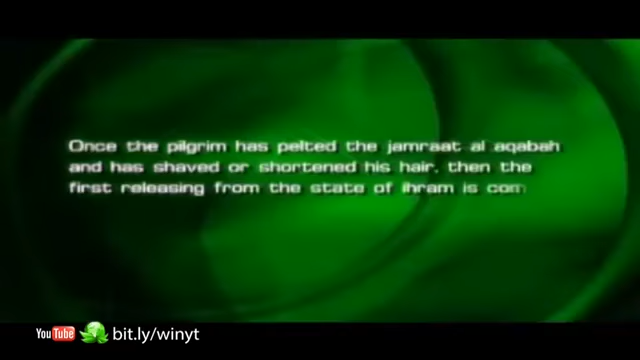 Once the pilgrim has pelted the jamraat al aqabah
and has shaved or shortened his hair, then the
first releasing from the state of ihram is com
YouTube bit.ly/winyt